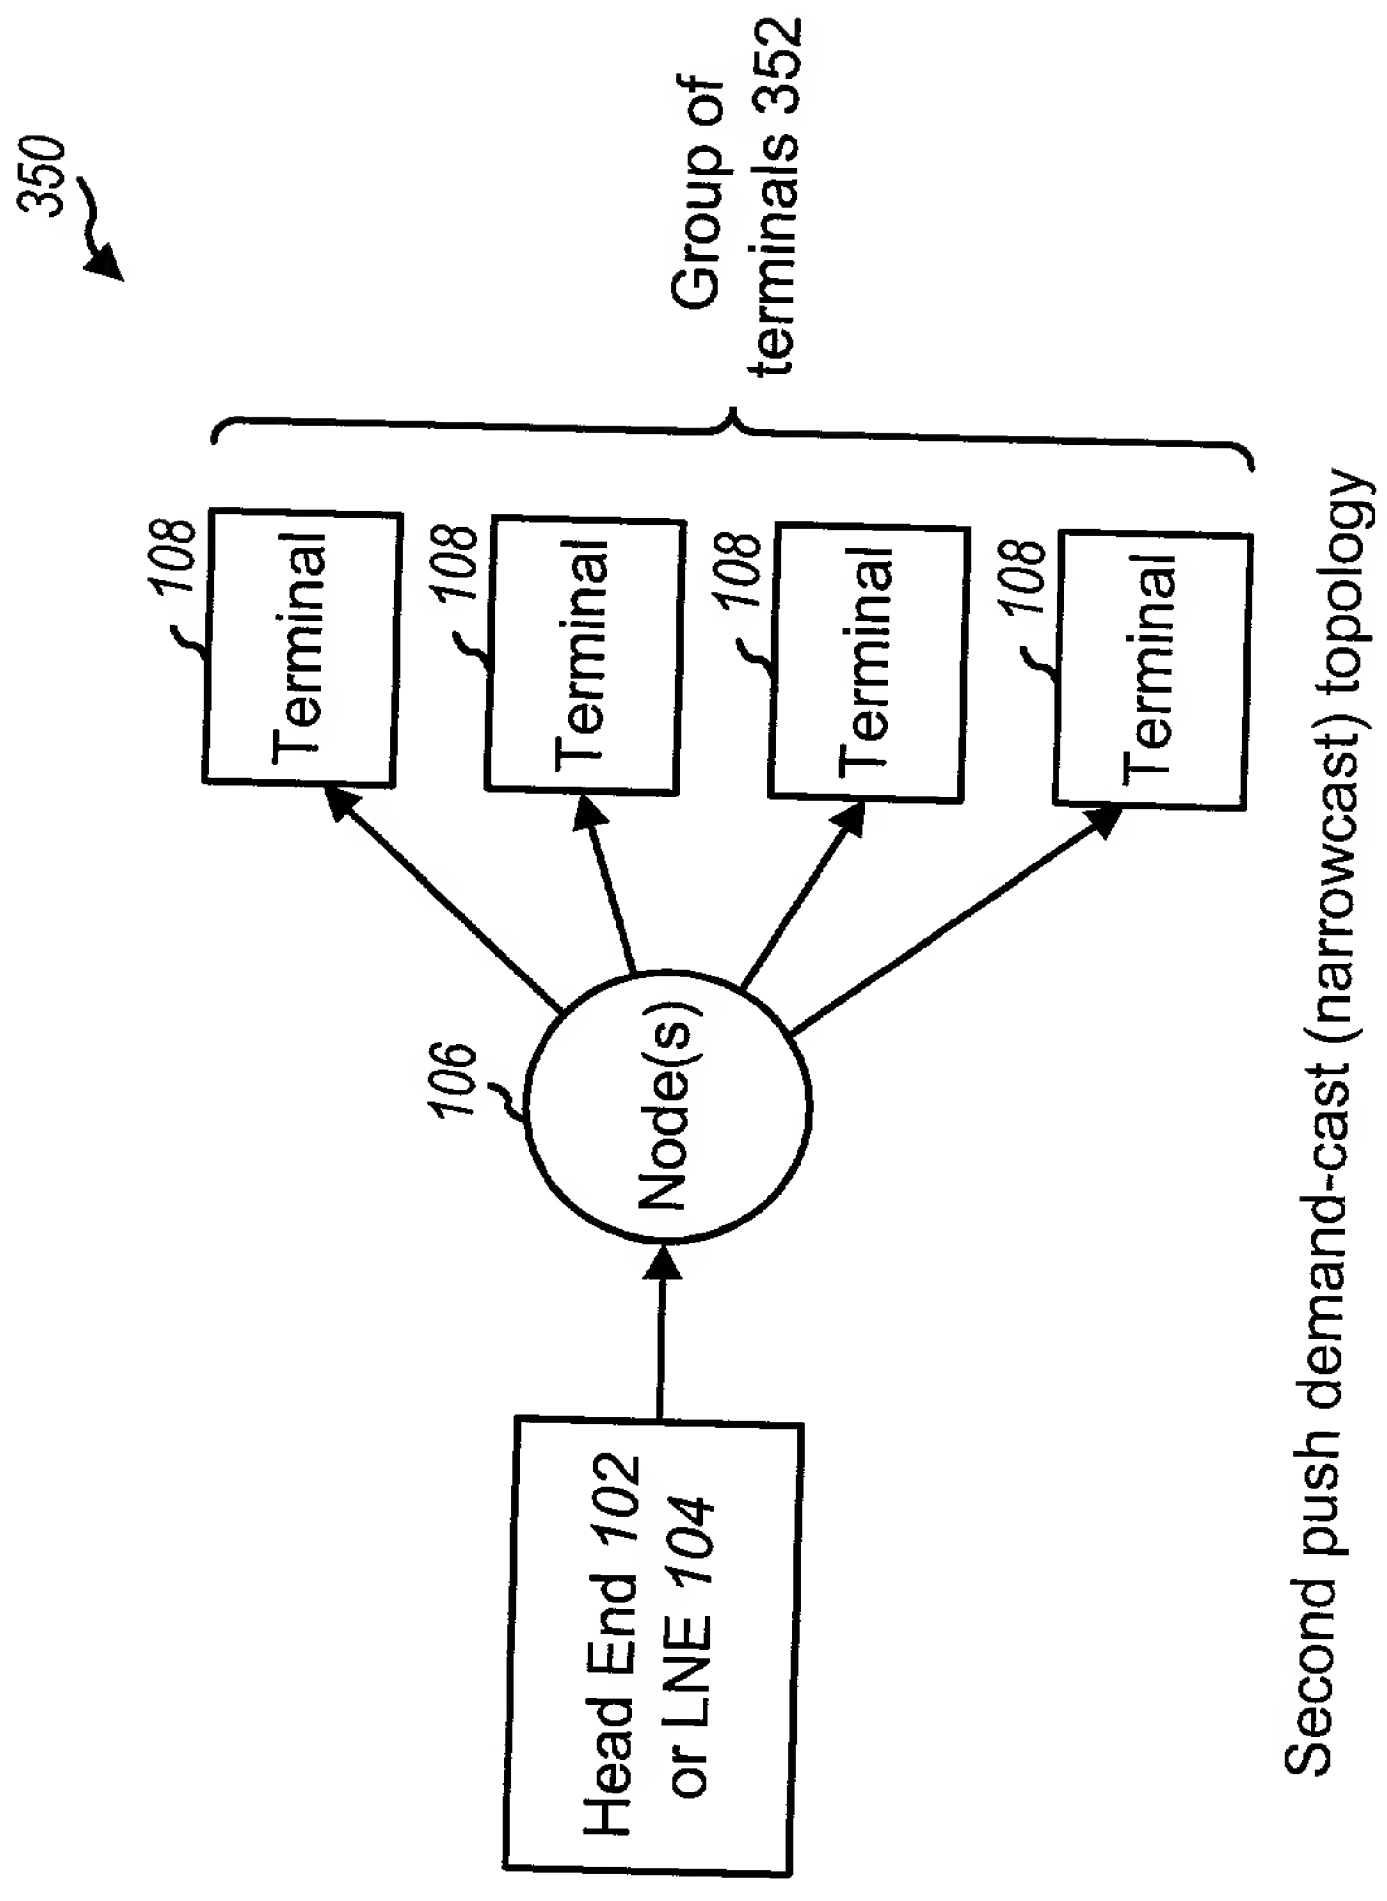 350
Head End 102
or LNE 104
106
Node(s)
108
Terminal
108
Terminal
108
Terminal
108
Terminal
Group of
terminals 352
Second push demand-cast (narrowcast) topology